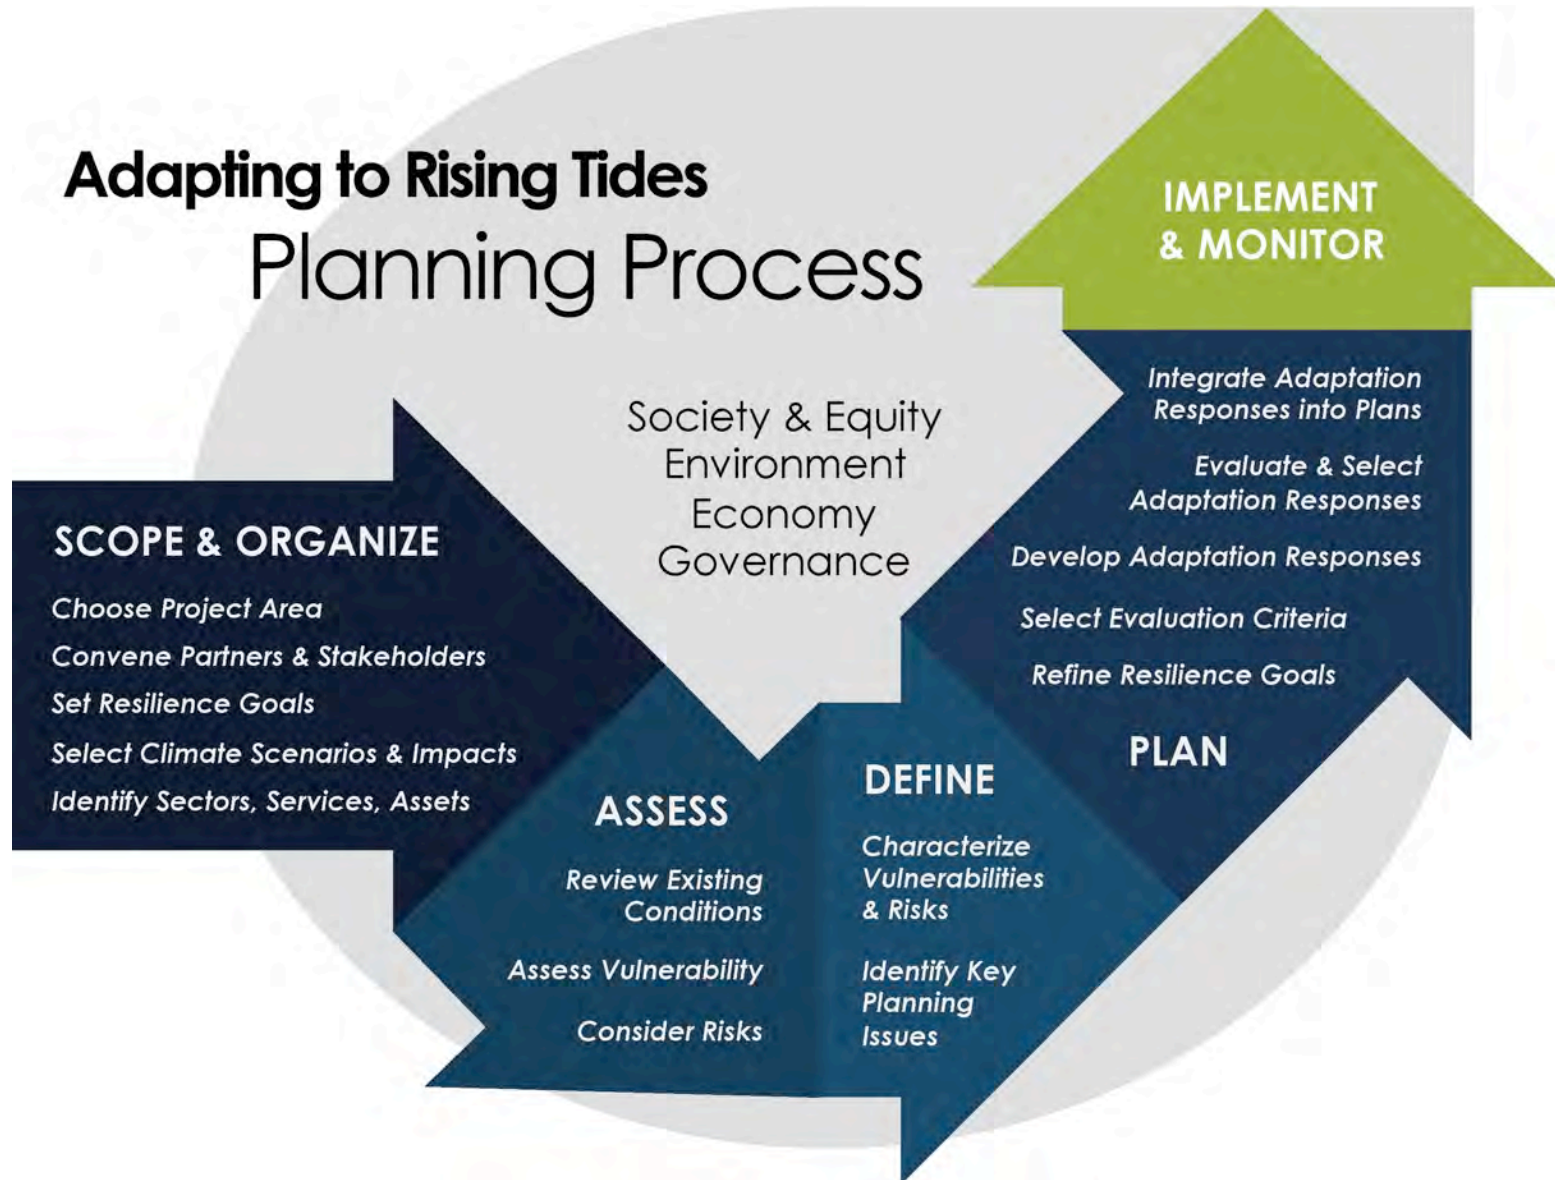 Adapting to Rising Tides
Planning Process
Society & Equity
Environment
Economy
Governance
SCOPE & ORGANIZE
Choose Project Area
Convene Partners & Stakeholders
Set Resilience Goals
Select Climate Scenarios & Impacts
Identify Sectors, Services, Assets
ASSESS
Review Existing
Conditions
Assess Vulnerability
Consider Risks
DEFINE
Characterize
Vulnerabilities
& Risks
Identify Key
Planning
Issues
IMPLEMENT
& MONITOR
Integrate Adaptation
Responses into Plans
Evaluate & Select
Adaptation Responses
Develop Adaptation Responses
Select Evaluation Criteria
Refine Resilience Goals
PLAN